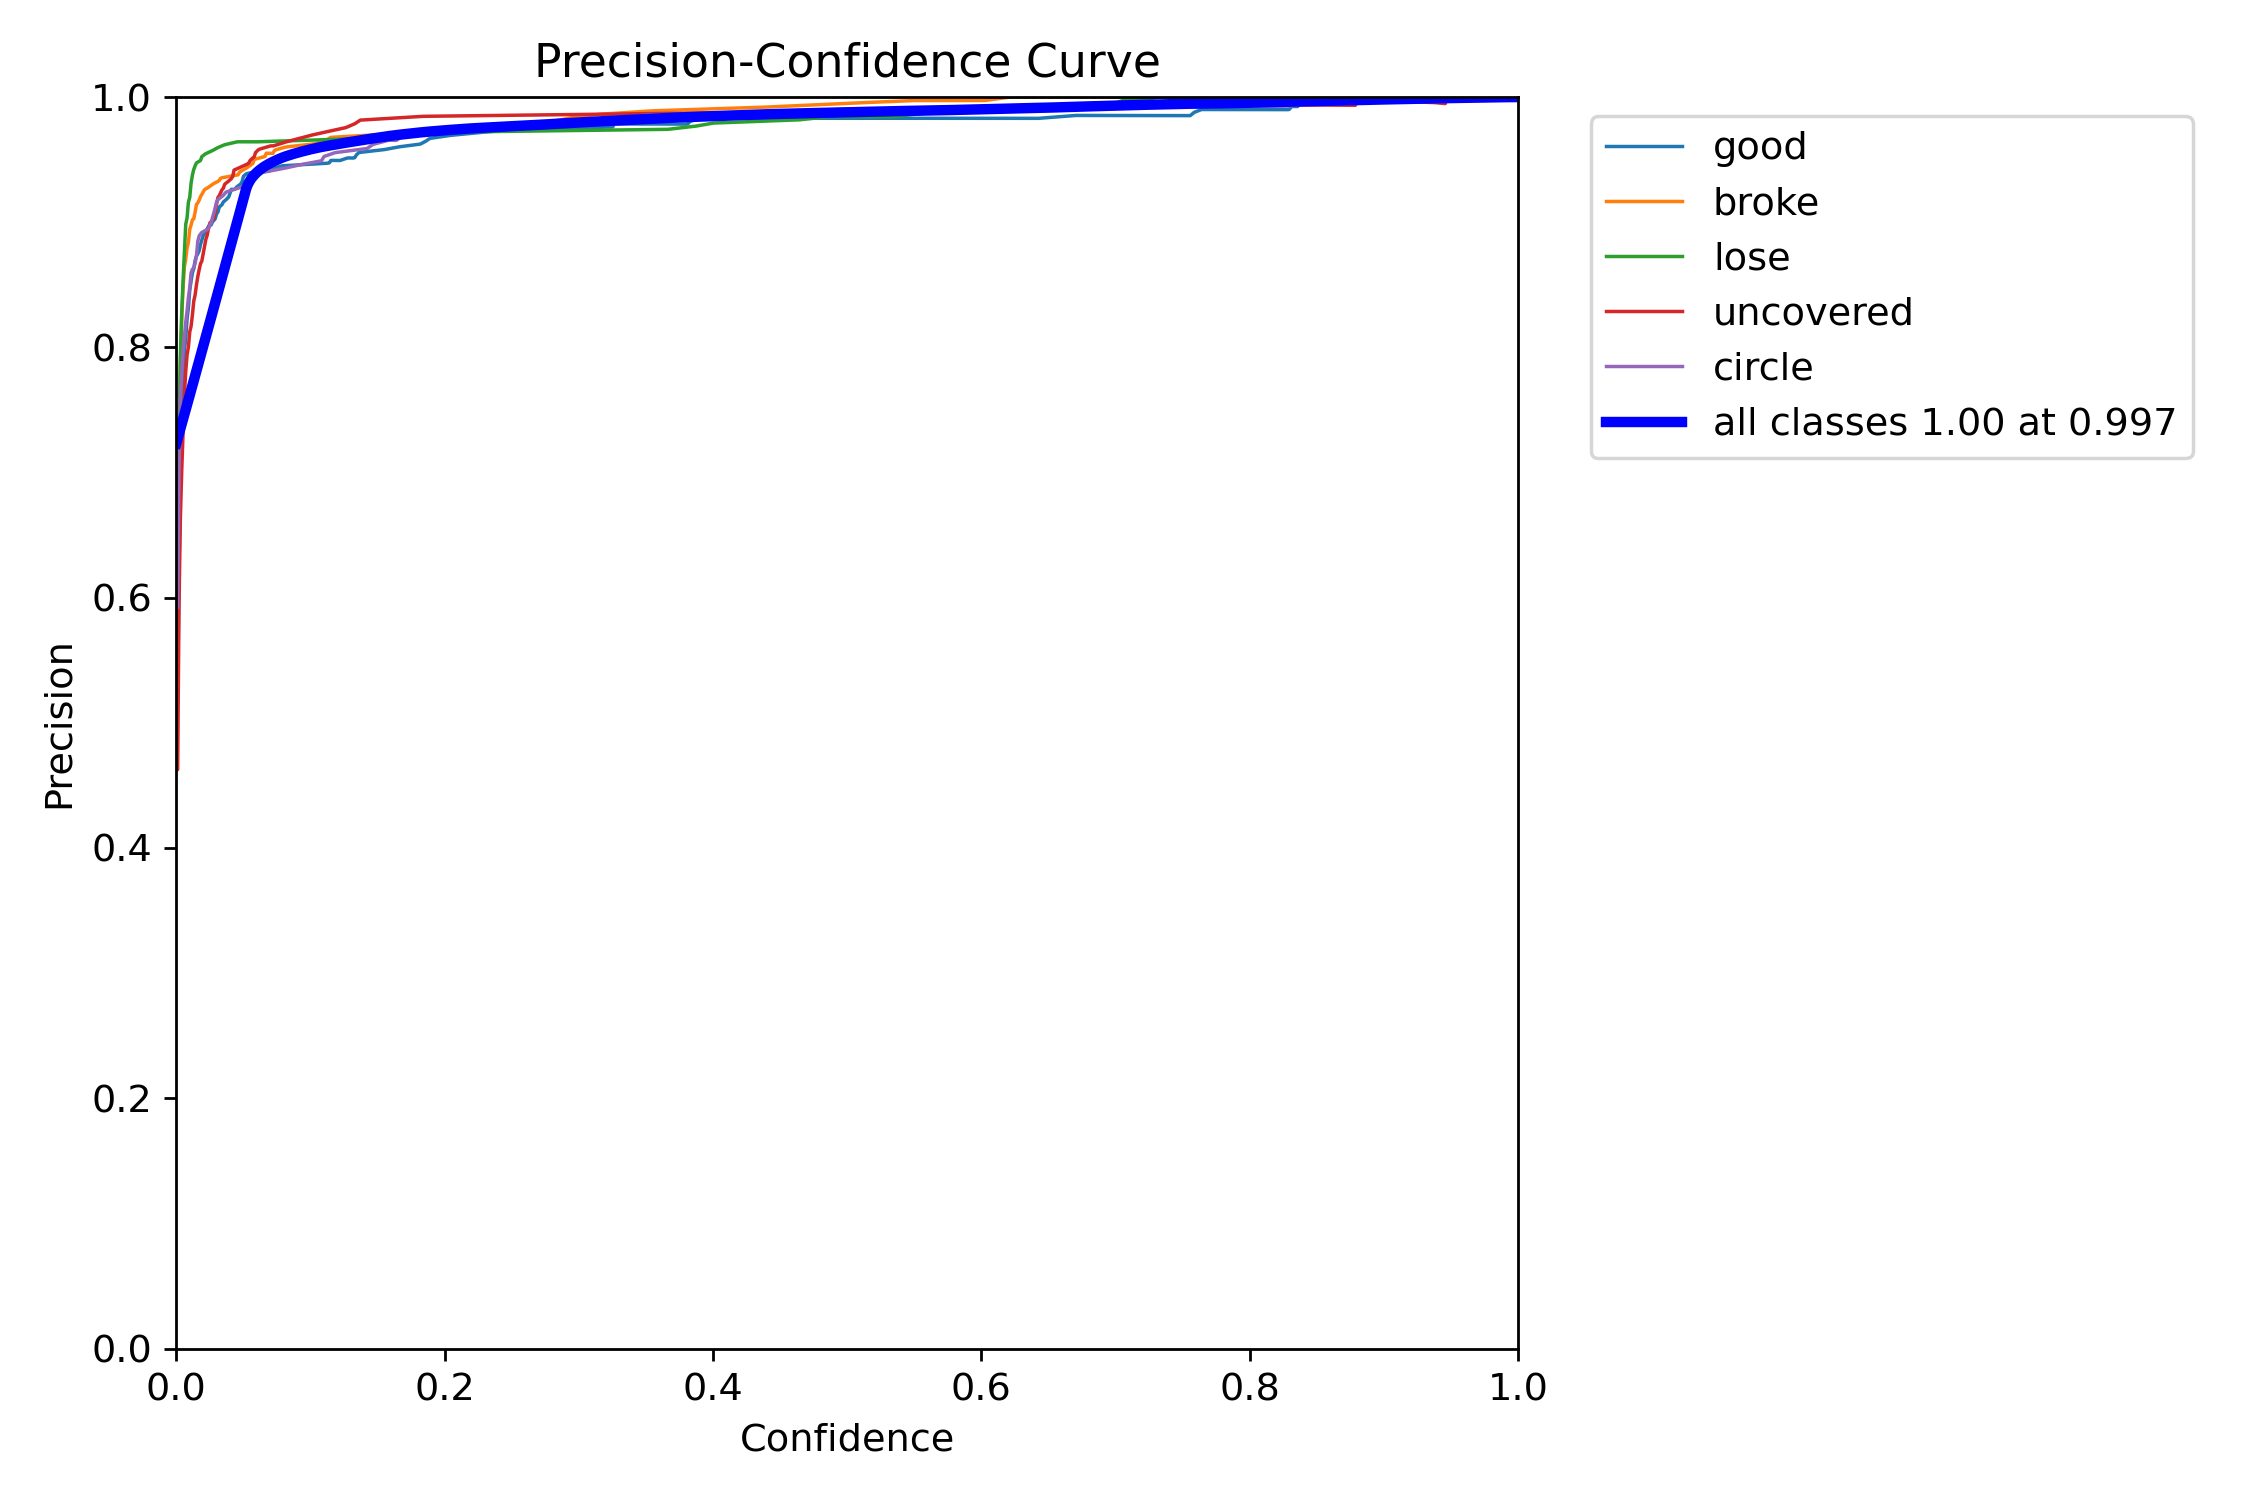 Precision-Confidence Curve
1.0
0.8
0.6
0.4
0.2
0.0
Precision
0.0 0.2 0.4 0.6 0.8 1.0
Confidence
good
broke
lose
uncovered
circle
all classes 1.00 at 0.997